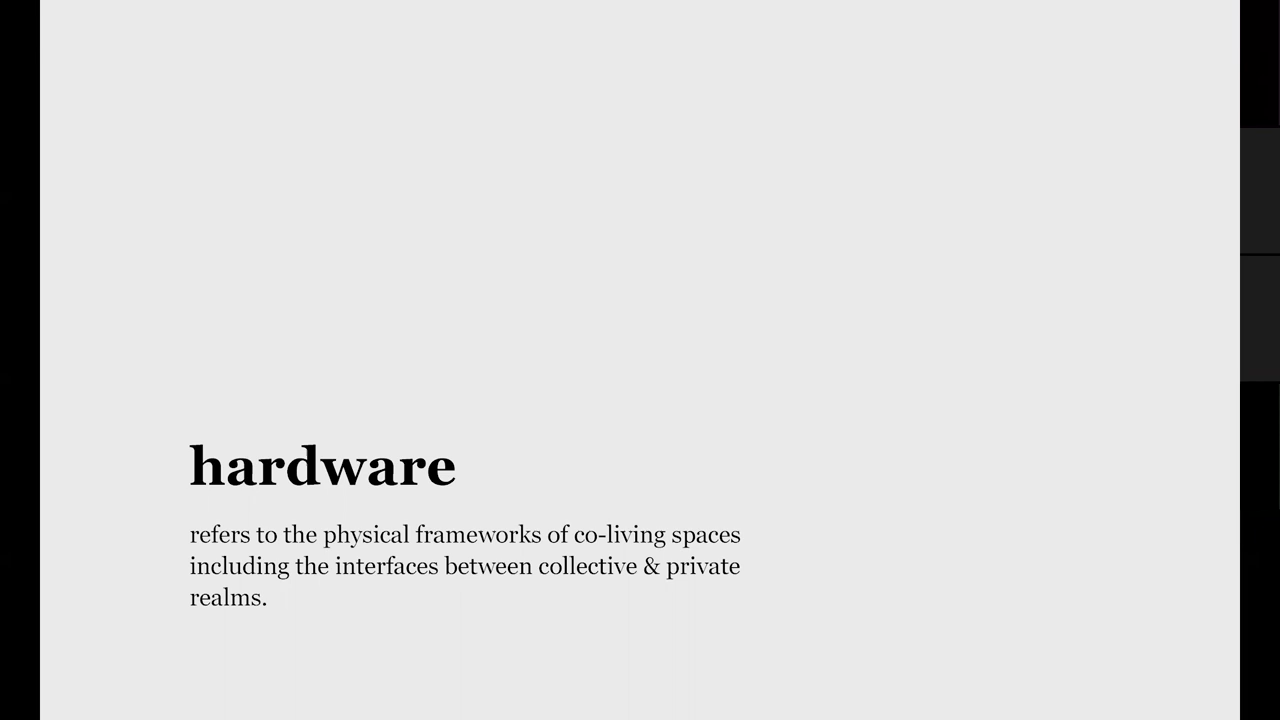 hardware
refers to the physical frameworks of co-living spaces
including the interfaces between collective & private
realms.